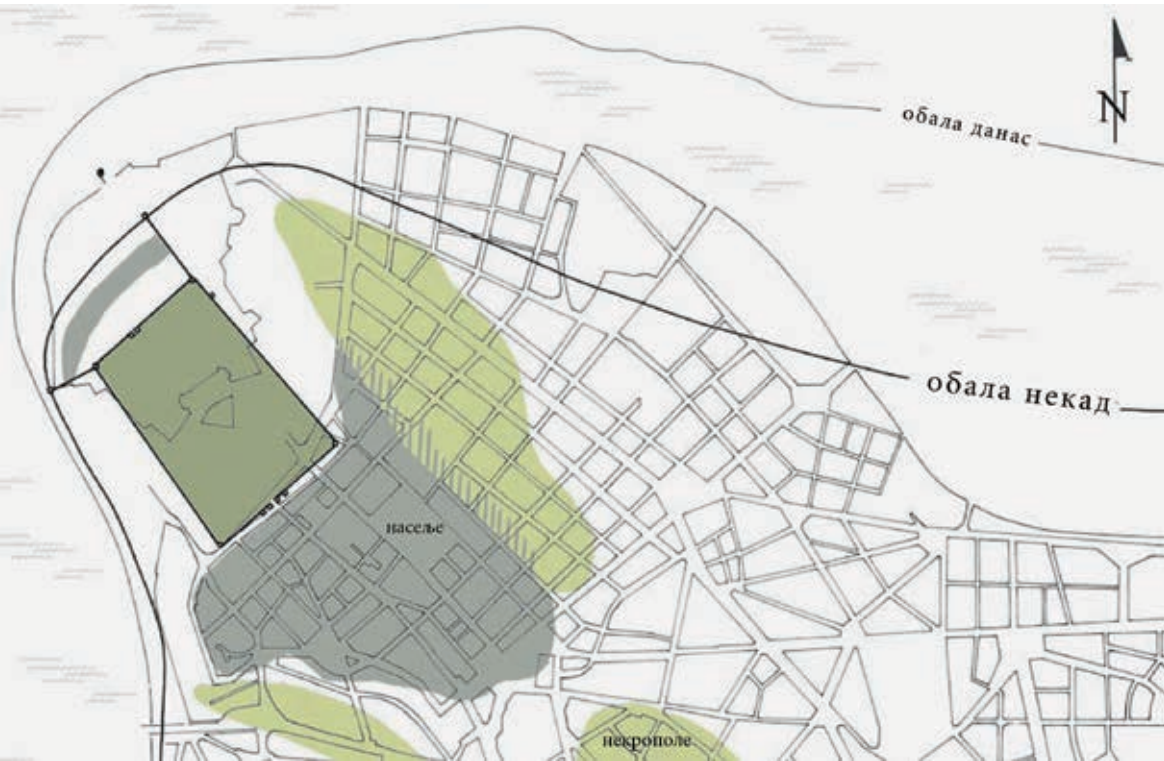 N
обала данас
обала некад
насеље
некрополе